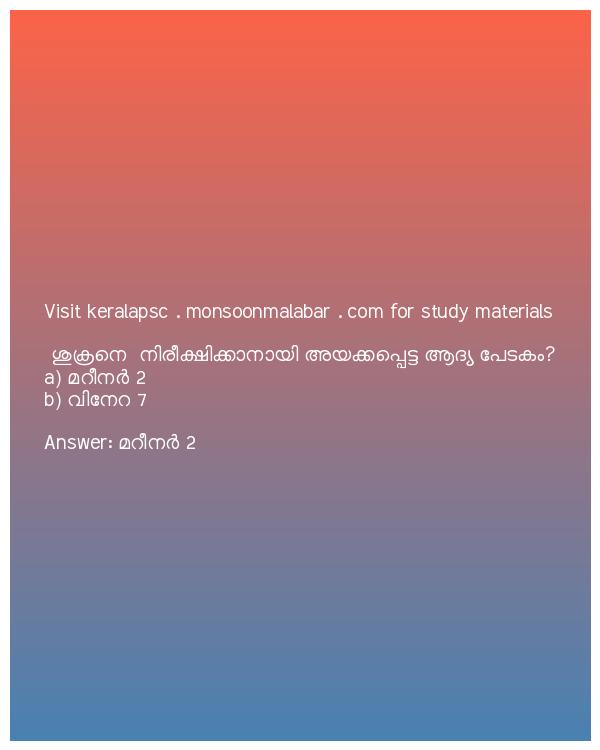 Visit keralapsc . monsoonmalabar . com for study materials
ശുക്രനെ നിരീക്ഷിക്കാനായി അയക്കപ്പെട്ട ആദ്യ പേടകം?
a) മറീനർ 2
b) വിനേറ 7
Answer: മറീനർ 2